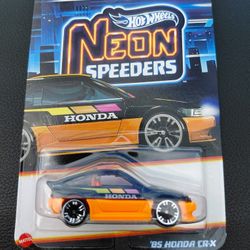 Hot Wheels
NEON
SPEEDERS
HONDA
HONDA
'85 HONDA CR-X